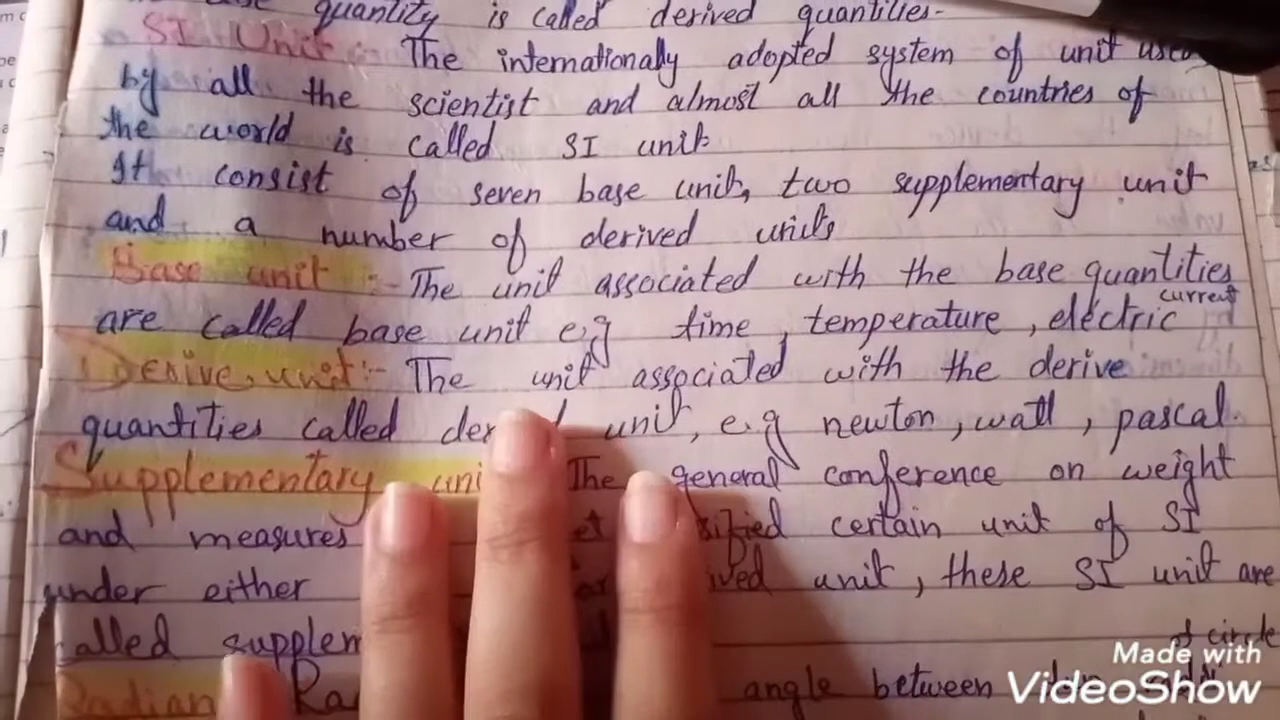 quantity is called derived quantities-
SI Unit :- The internationally adopted system of unit used
by all the scientist and almost all the countries of
the world is called SI unit
It consist of seven base unit, two supplementary unit
and a number of derived units
Base unit :- The unit associated with the base quantities
are called base unit e.g time, temperature, electric current
Derive unit:- The unit associated with the derive
quantities called unit, e.g newton, watt, pascal.
Supplementary The general conference on weight
and measures certain unit of SI
under either unit, these SI unit are
called
of circle
Radian angle between
Made with
VideoShow